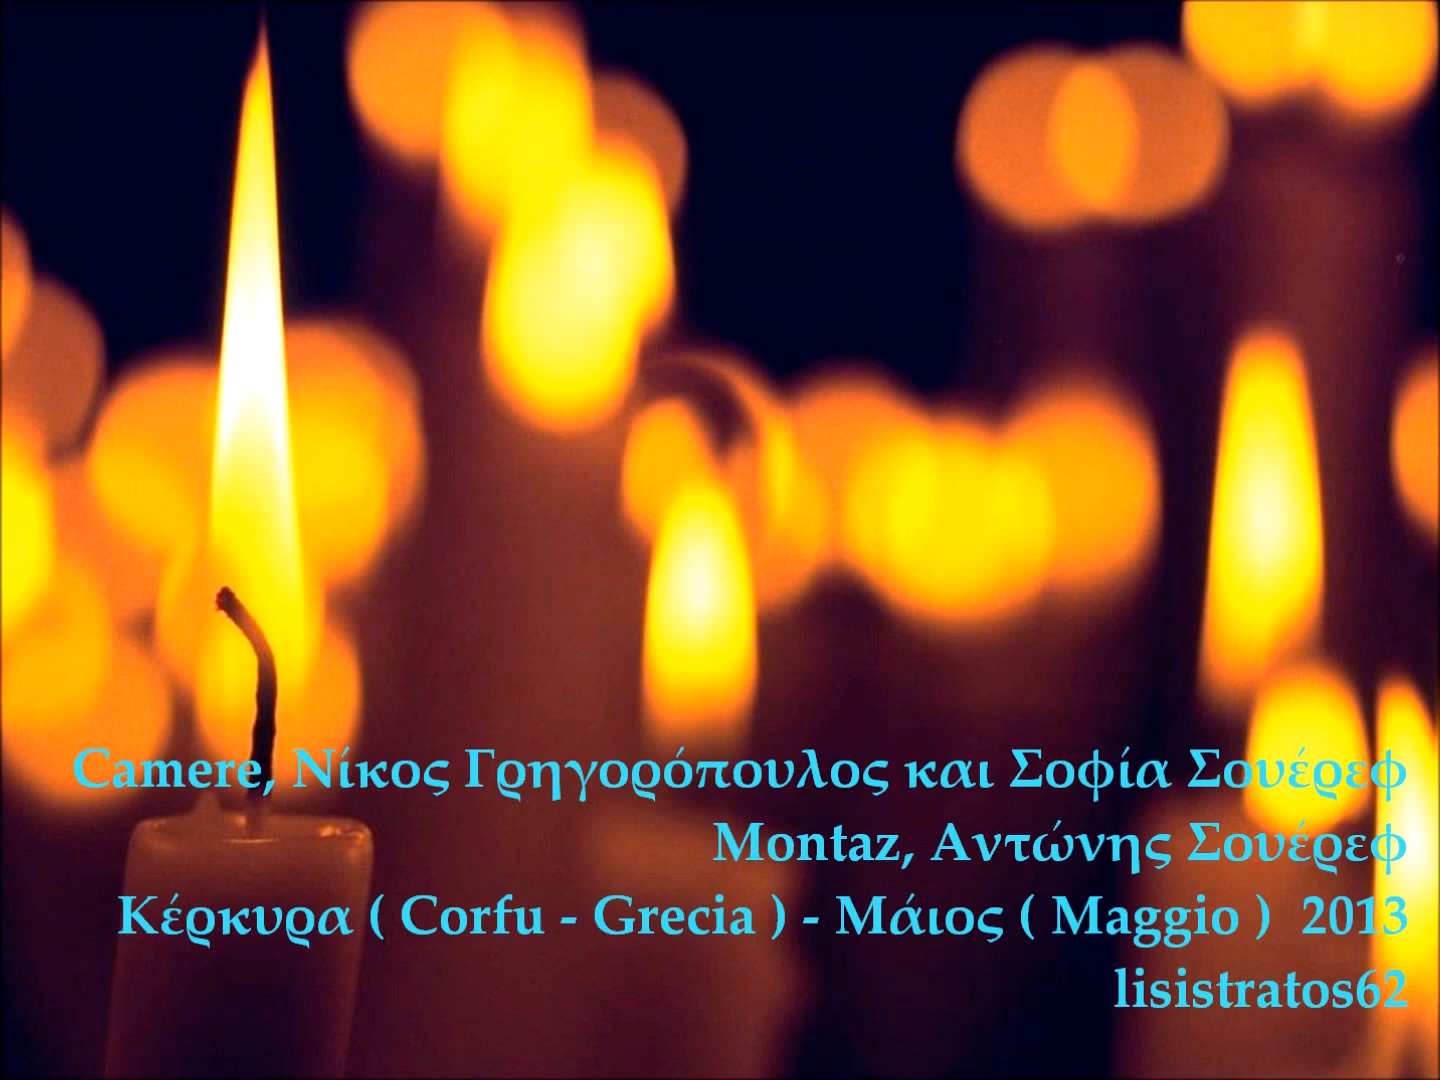 Camere, Νίκος Γρηγορόπουλος και Σοφία Σουέρεφ
Montaz, Αντώνης Σουέρεφ
Κέρκυρα ( Corfu - Grecia ) - Μάιος ( Maggio ) 2013
lisistratos62